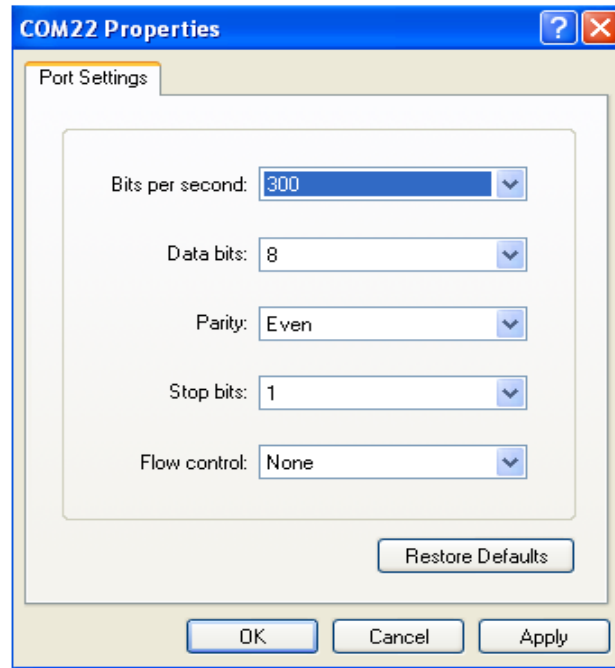 COM22 Properties
Port Settings
Bits per second: 300
Data bits: 8
Parity: Even
Stop bits: 1
Flow control: None
Restore Defaults
OK Cancel Apply